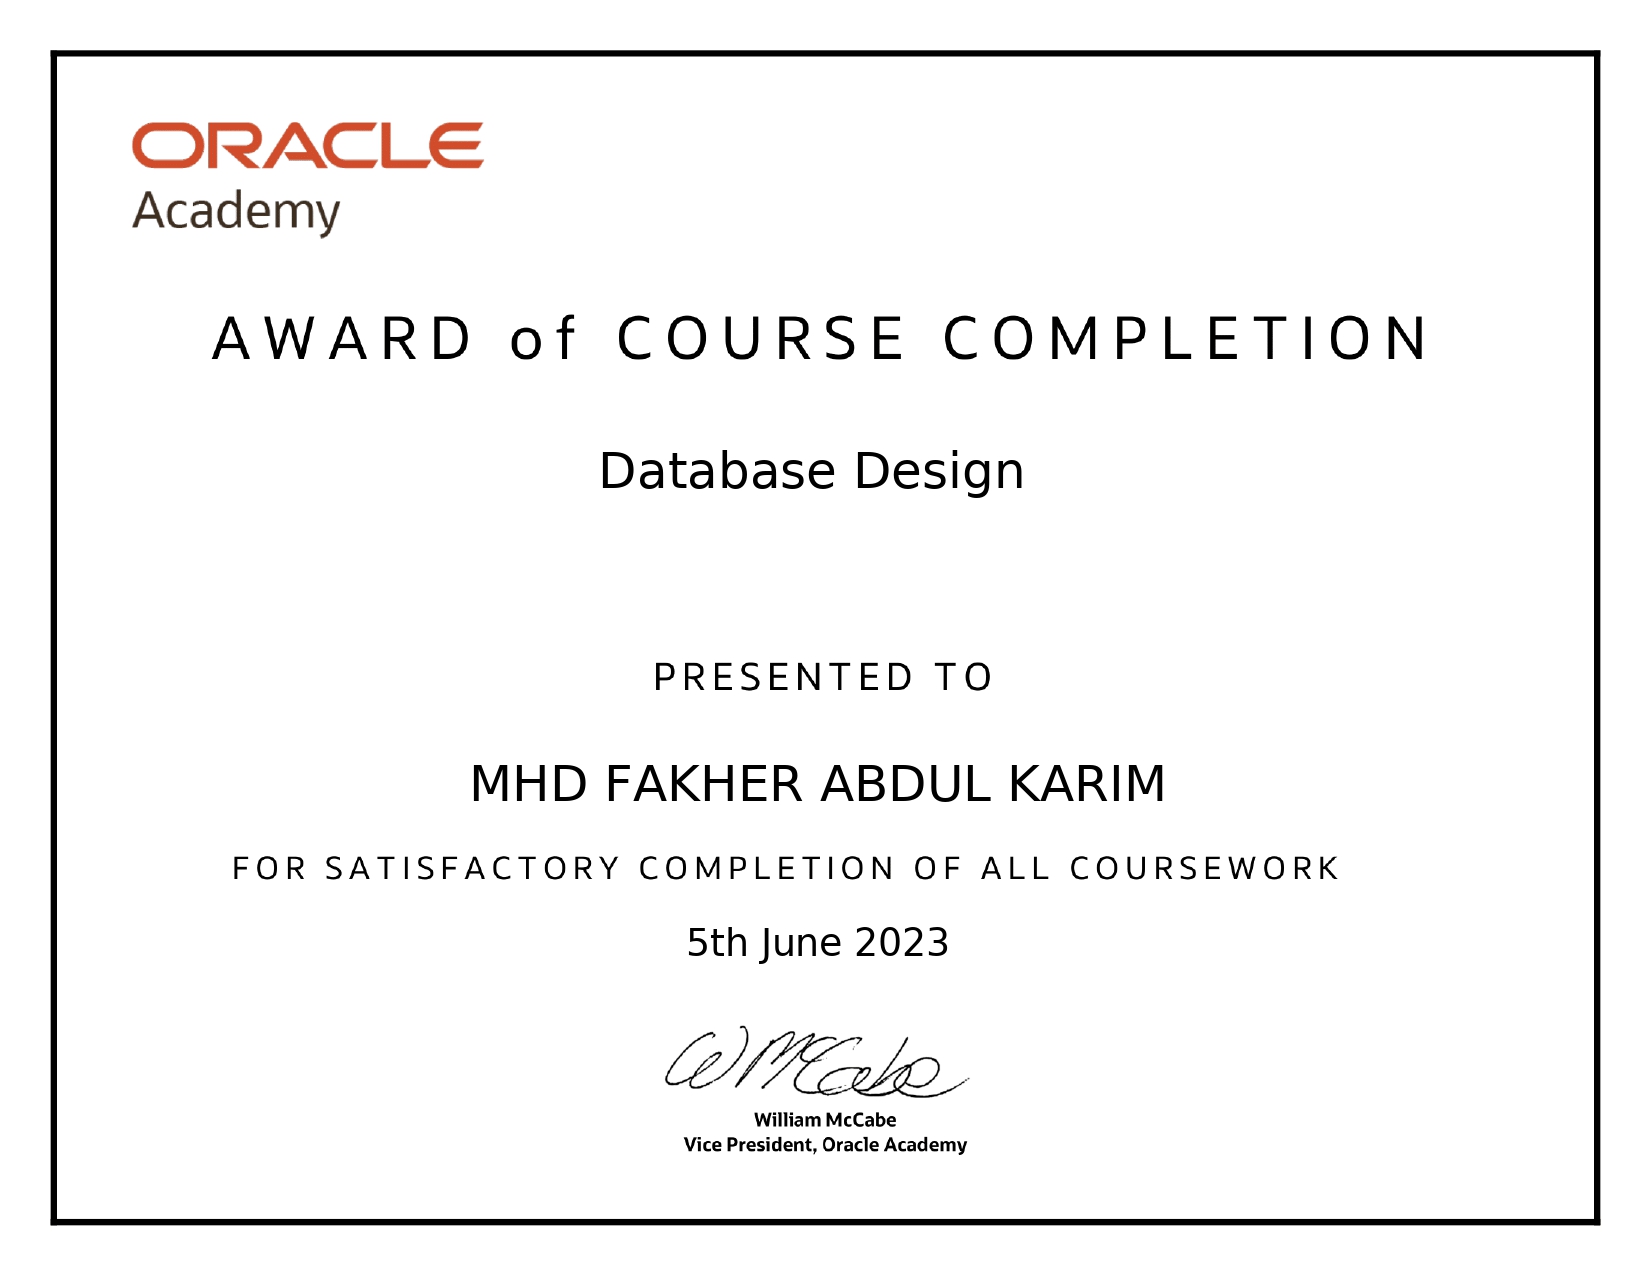 ORACLE
Academy
AWARD of COURSE COMPLETION
Database Design
PRESENTED TO
MHD FAKHER ABDUL KARIM
FOR SATISFACTORY COMPLETION OF ALL COURSEWORK
5th June 2023
WMcCabe
William McCabe
Vice President, Oracle Academy